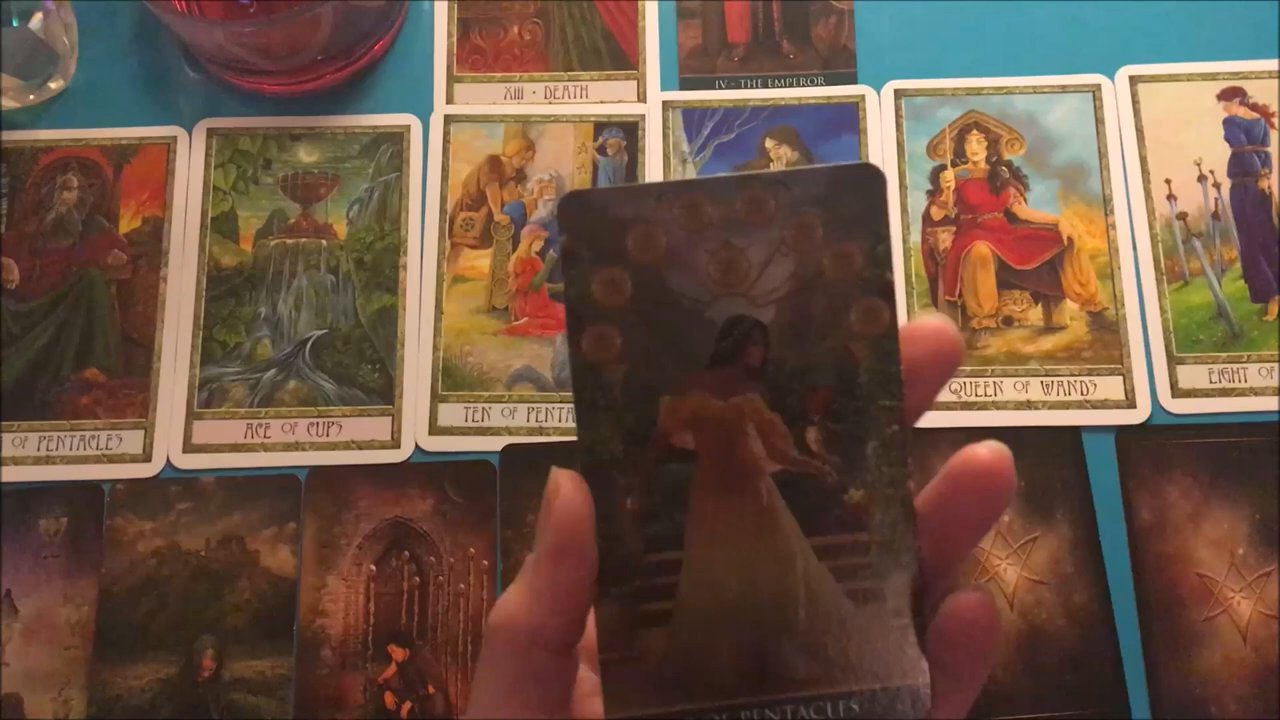 XIII • DEATH
IV - THE EMPEROR
OF PENTACLES
ACE OF CUPS
TEN OF PENTA
QUEEN OF WANDS
EIGHT OF
OF PENTACLES